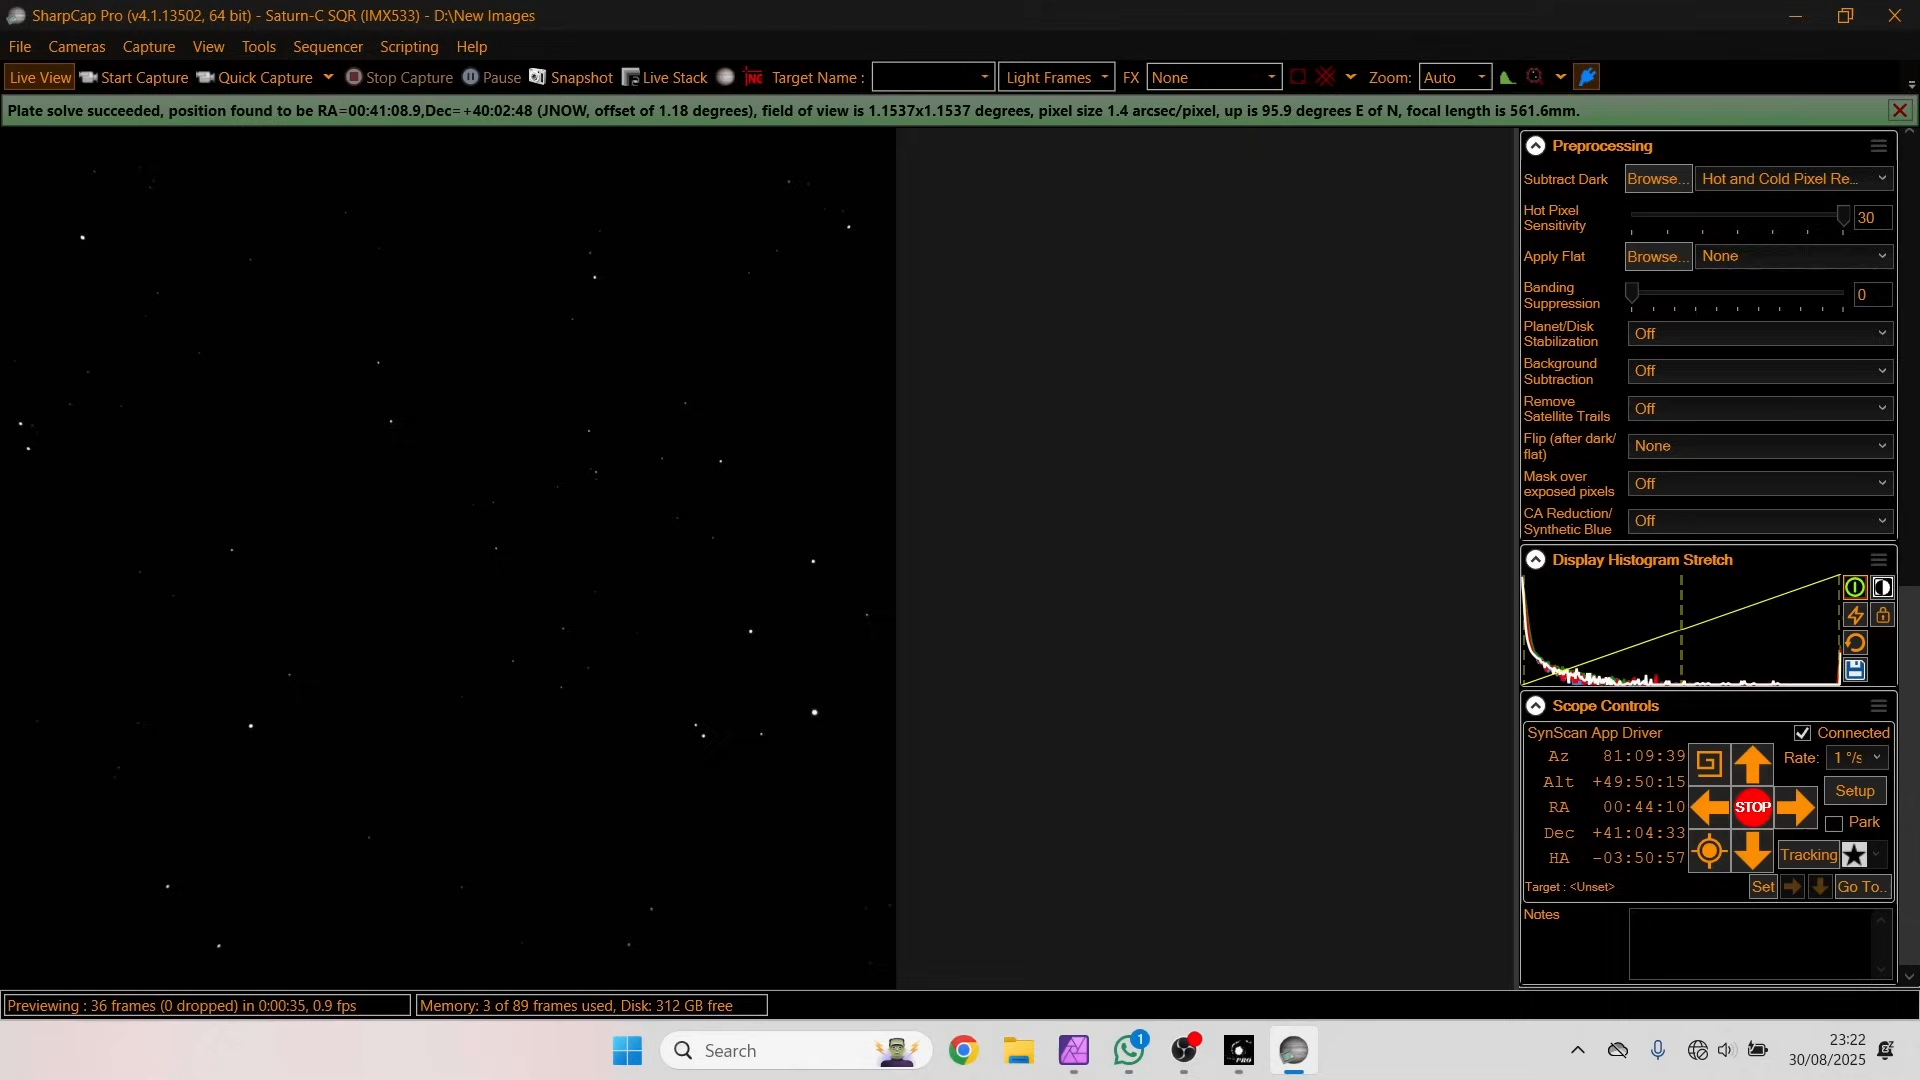 SharpCap Pro (v4.1.13502, 64 bit) - Saturn-C SQR (IMX533) - D:\New Images
File Cameras Capture View Tools Sequencer Scripting Help
Live View Start Capture Quick Capture Stop Capture Pause Snapshot Live Stack NC Target Name : Light Frames FX None Zoom: Auto
Plate solve succeeded, position found to be RA=00:41:08.9,Dec=+40:02:48 (JNOW, offset of 1.18 degrees), field of view is 1.1537x1.1537 degrees, pixel size 1.4 arcsec/pixel, up is 95.9 degrees E of N, focal length is 561.6mm.
Preprocessing
Subtract Dark Browse... Hot and Cold Pixel Re...
Hot Pixel
Sensitivity 30
Apply Flat Browse... None
Banding
Suppression 0
Planet/Disk
Stabilization Off
Background
Subtraction Off
Remove
Satellite Trails Off
Flip (after dark/
flat) None
Mask over
exposed pixels Off
CA Reduction/
Synthetic Blue Off
Display Histogram Stretch
Scope Controls
SynScan App Driver Connected
Az 81:09:39 Rate: 1 °/s
Alt +49:50:15 Setup
RA 00:44:10 STOP Park
Dec +41:04:33
HA -03:50:57 Tracking
Target : <Unset> Set Go To..
Notes
Previewing : 36 frames (0 dropped) in 0:00:35, 0.9 fps Memory: 3 of 89 frames used, Disk: 312 GB free
Search 1 PRO 23:22
30/08/2025